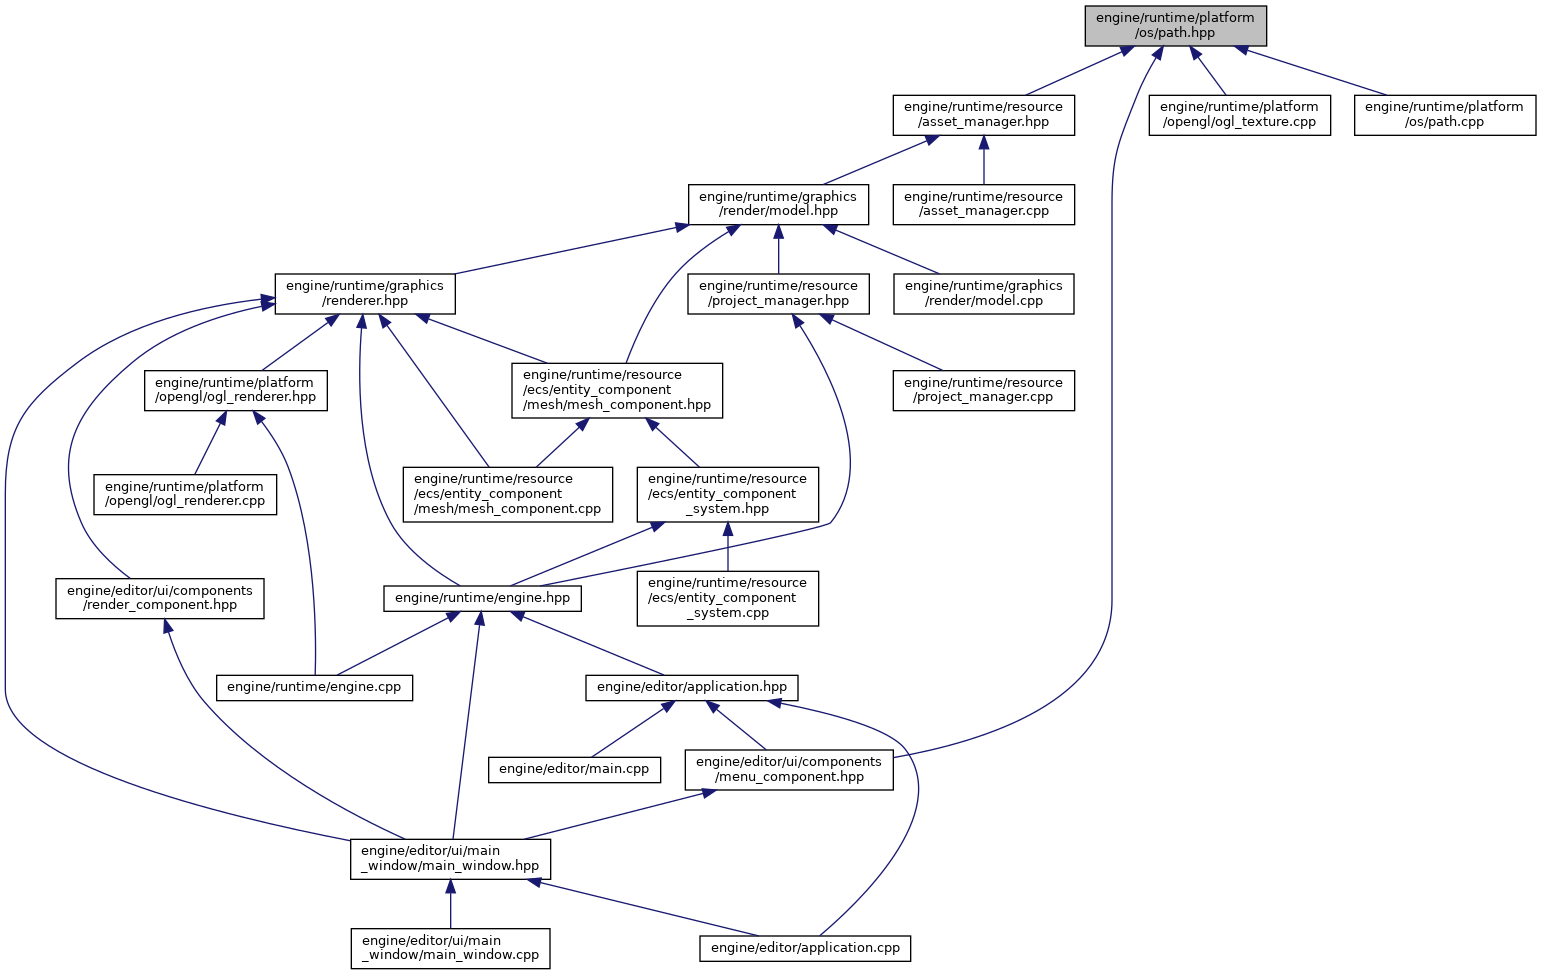 engine/runtime/platform
/os/path.hpp
engine/runtime/resource
/asset_manager.hpp
engine/runtime/platform
/opengl/ogl_texture.cpp
engine/runtime/platform
/os/path.cpp
engine/runtime/graphics
/render/model.hpp
engine/runtime/resource
/asset_manager.cpp
engine/runtime/graphics
/renderer.hpp
engine/runtime/resource
/project_manager.hpp
engine/runtime/graphics
/render/model.cpp
engine/runtime/platform
/opengl/ogl_renderer.hpp
engine/runtime/resource
/ecs/entity_component
/mesh/mesh_component.hpp
engine/runtime/resource
/project_manager.cpp
engine/runtime/platform
/opengl/ogl_renderer.cpp
engine/runtime/resource
/ecs/entity_component
/mesh/mesh_component.cpp
engine/runtime/resource
/ecs/entity_component
_system.hpp
engine/editor/ui/components
/render_component.hpp
engine/runtime/engine.hpp
engine/runtime/resource
/ecs/entity_component
_system.cpp
engine/runtime/engine.cpp
engine/editor/application.hpp
engine/editor/main.cpp
engine/editor/ui/components
/menu_component.hpp
engine/editor/ui/main
_window/main_window.hpp
engine/editor/ui/main
_window/main_window.cpp
engine/editor/application.cpp